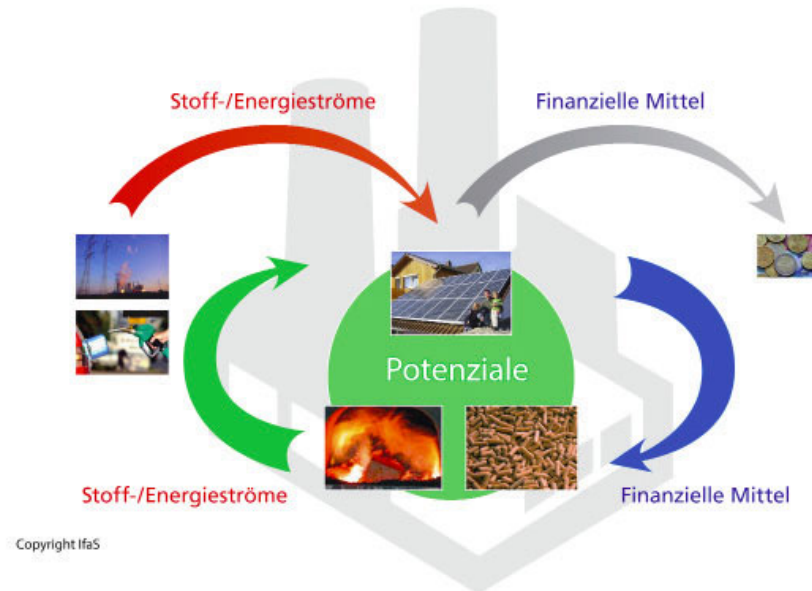 Stoff-/Energieströme
Finanzielle Mittel
Potenziale
Stoff-/Energieströme
Finanzielle Mittel
Copyright IfaS